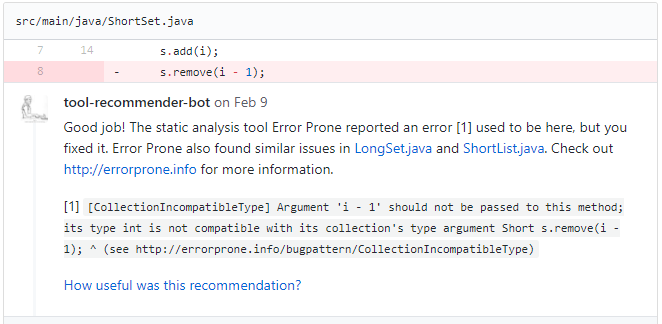 src/main/java/ShortSet.java
7 14 s.add(i);
8 - s.remove(i - 1);
tool-recommender-bot on Feb 9
Good job! The static analysis tool Error Prone reported an error [1] used to be here, but you
fixed it. Error Prone also found similar issues in LongSet.java and ShortList.java. Check out
http://errorprone.info for more information.
[1] [CollectionIncompatibleType] Argument 'i - 1' should not be passed to this method;
its type int is not compatible with its collection's type argument Short s.remove(i -
1); ^ (see http://errorprone.info/bugpattern/CollectionIncompatibleType)
How useful was this recommendation?